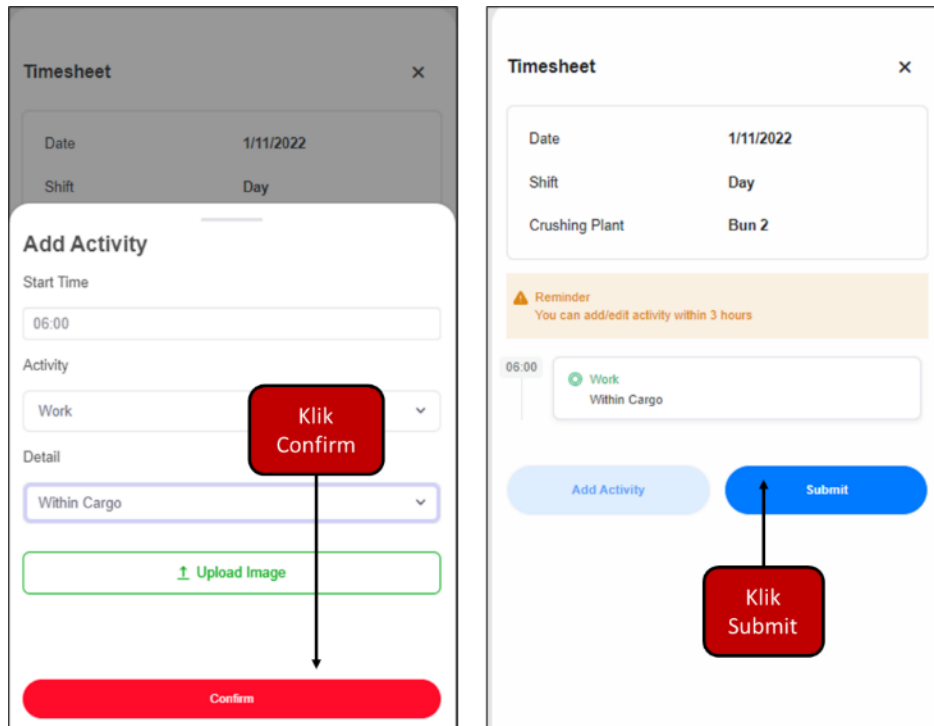 Timesheet ×
Date 1/11/2022
Shift Day
Add Activity
Start Time
06:00
Activity
Work
Klik
Confirm
Detail
Within Cargo
Upload Image
Confirm
Timesheet ×
Date 1/11/2022
Shift Day
Crushing Plant Bun 2
Reminder
You can add/edit activity within 3 hours
06:00
Work
Within Cargo
Add Activity Submit
Klik
Submit